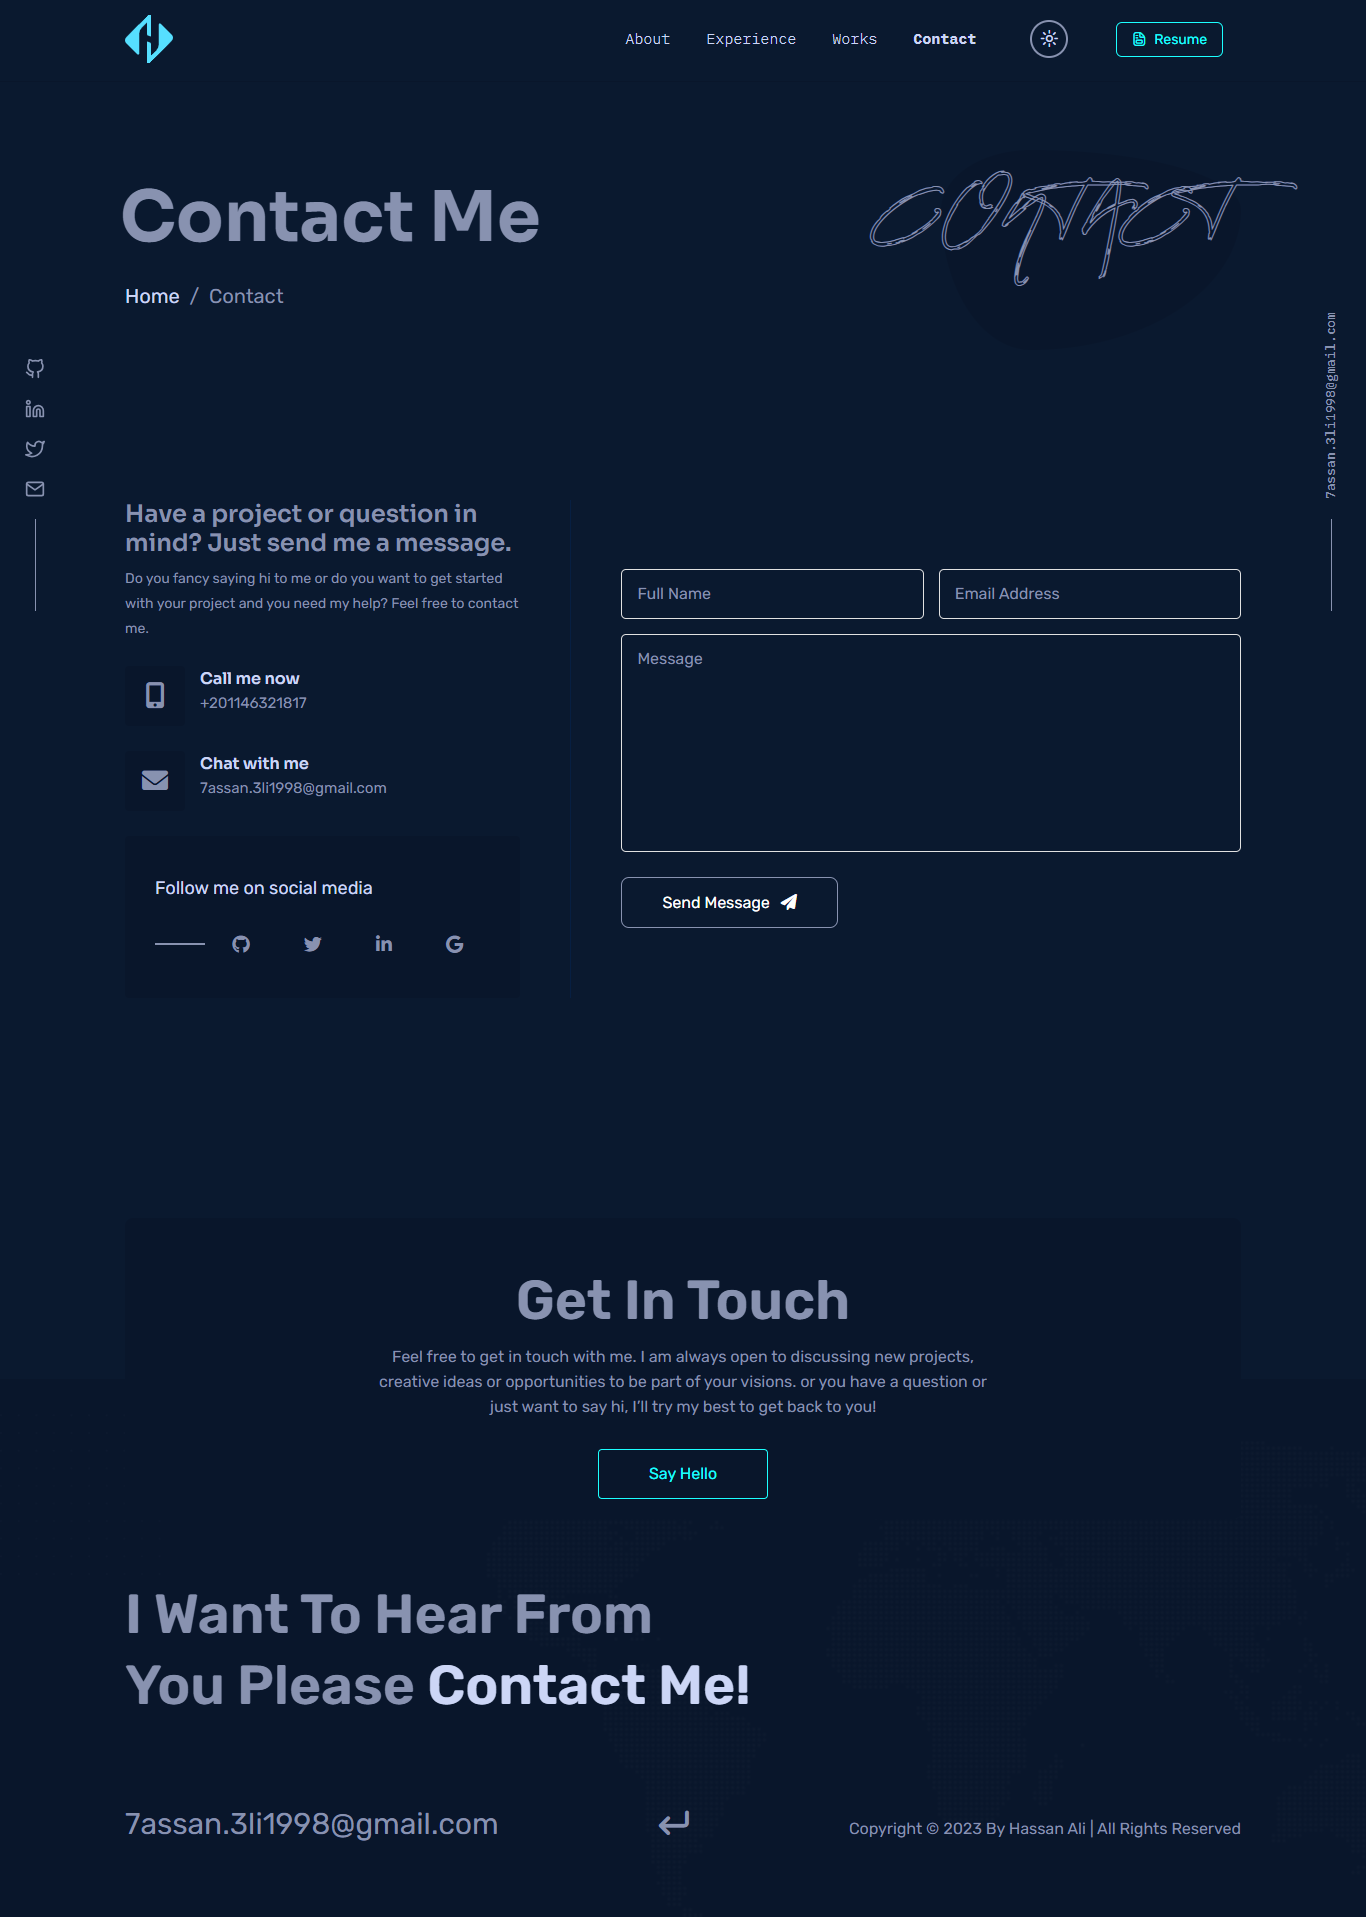 About Experience Works Contact Resume
Contact Me
CONTACT
Home / Contact
7assan.3li1998@gmail.com
Have a project or question in
mind? Just send me a message.
Do you fancy saying hi to me or do you want to get started
with your project and you need my help? Feel free to contact
me.
Call me now
+201146321817
Chat with me
7assan.3li1998@gmail.com
Follow me on social media
Full Name
Email Address
Message
Send Message
Get In Touch
Feel free to get in touch with me. I am always open to discussing new projects,
creative ideas or opportunities to be part of your visions. or you have a question or
just want to say hi, I’ll try my best to get back to you!
Say Hello
I Want To Hear From
You Please Contact Me!
7assan.3li1998@gmail.com
Copyright © 2023 By Hassan Ali | All Rights Reserved